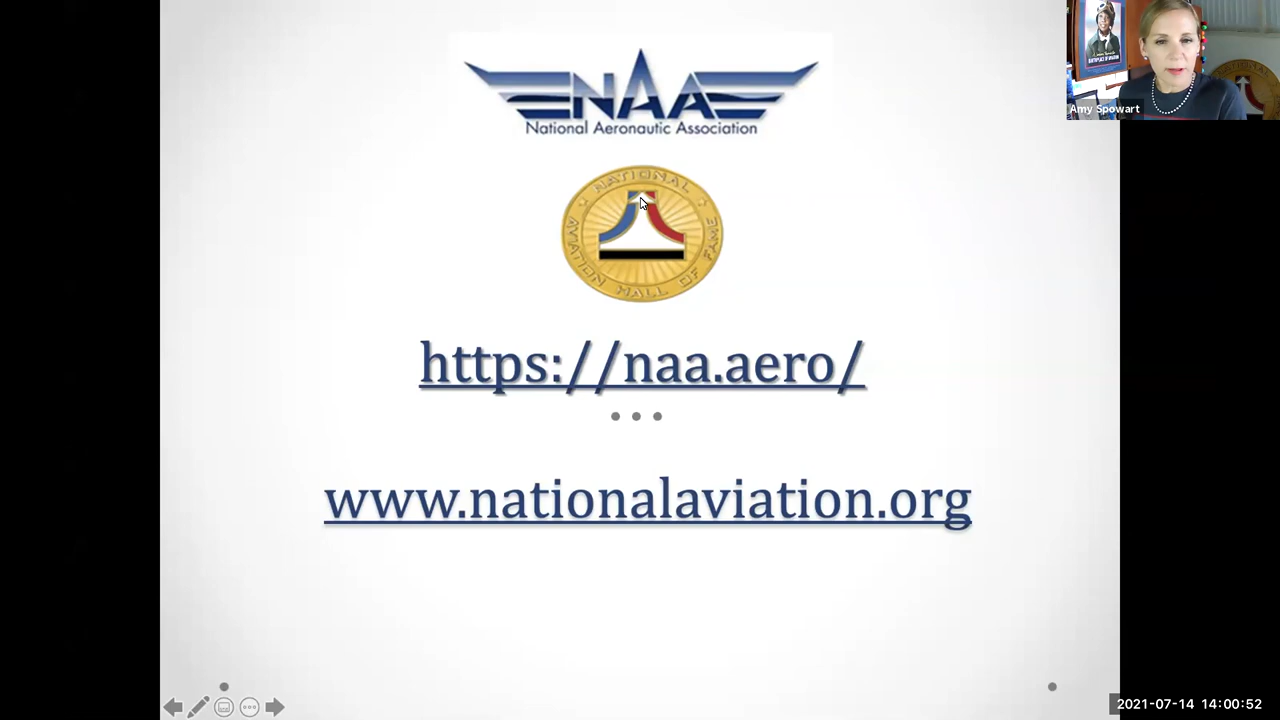 NAA
National Aeronautic Association
NATIONAL
AVIATION HALL OF FAME
https://naa.aero/
www.nationalaviation.org
Amy Spowart
2021-07-14 14:00:52